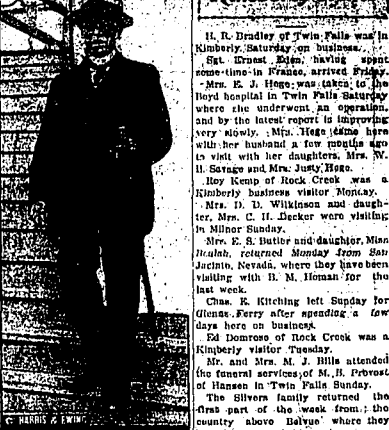 H. R. Bradley of Twin Falls was in
Kimberly Saturday on business.
Sgt. Ernest Eden, having spent
some time in France, arrived Friday.
Mrs. E. J. Hoge was taken to the
Boyd hospital in Twin Falls Saturday
where she underwent an operation,
and by the latest report is improving
very slowly. Mrs. Hoge came here
with her husband a few months ago
to visit with her daughters, Mrs. W.
H. Savage and Mrs. Justy Hoge.
Roy Kemp of Rock Creek was a
Kimberly business visitor Monday.
Mrs. D. D. Wilkinson and daugh-
ter, Mrs. C. H. Decker were visiting
in Milner Sunday.
Mrs. E. S. Butler and daughter, Miss
Beulah, returned Monday from San
Jacinto, Nevada, where they have been
visiting with B. M. Homan for the
last week.
Chas. E. Kitching left Sunday for
Glenns Ferry after spending a few
days here on business.
Ed Domrose of Rock Creek was a
Kimberly visitor Tuesday.
Mr. and Mrs. M. J. Bills attended
the funeral services of M. B. Provost
of Hansen in Twin Falls Sunday.
The Silvers family returned the
first part of the week from the
country above Belvue where they
© HARRIS & EWING